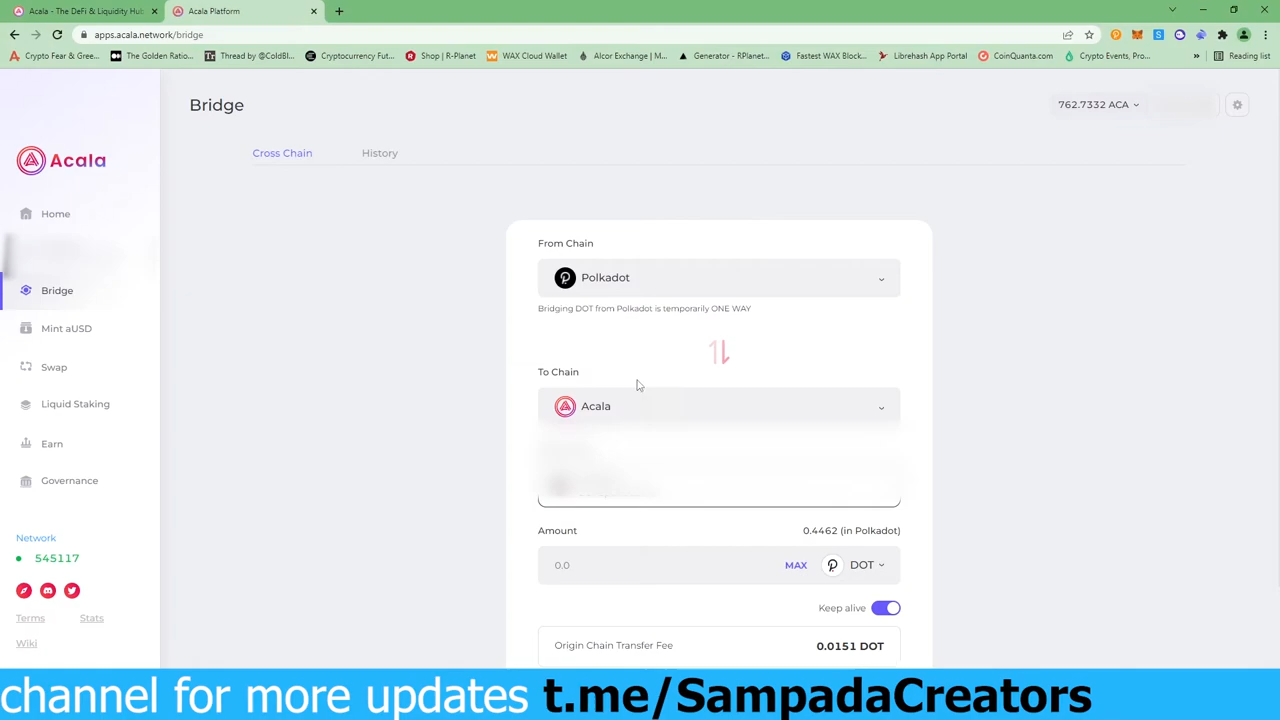 Acala - The DeFi & Liquidity Hu
Acala Platform
apps.acala.network/bridge
Crypto Fear & Gree...
The Golden Ratio...
Thread by @ColdBl...
Cryptocurrency Fut...
Shop | R-Planet
WAX Cloud Wallet
Alcor Exchange | M...
Generator - RPlanet...
Fastest WAX Block...
Librehash App Portal
CoinQuanta.com
Crypto Events, Pro...
»
Reading list
Bridge
762.7332 ACA
Cross Chain
History
Acala
Home
Bridge
Mint aUSD
Swap
Liquid Staking
Earn
Governance
Network
545117
Terms
Stats
Wiki
From Chain
Polkadot
Bridging DOT from Polkadot is temporarily ONE WAY
To Chain
Acala
Amount
0.4462 (in Polkadot)
0.0
MAX
DOT
Keep alive
Origin Chain Transfer Fee
0.0151 DOT
channel for more updates t.me/SampadaCreators